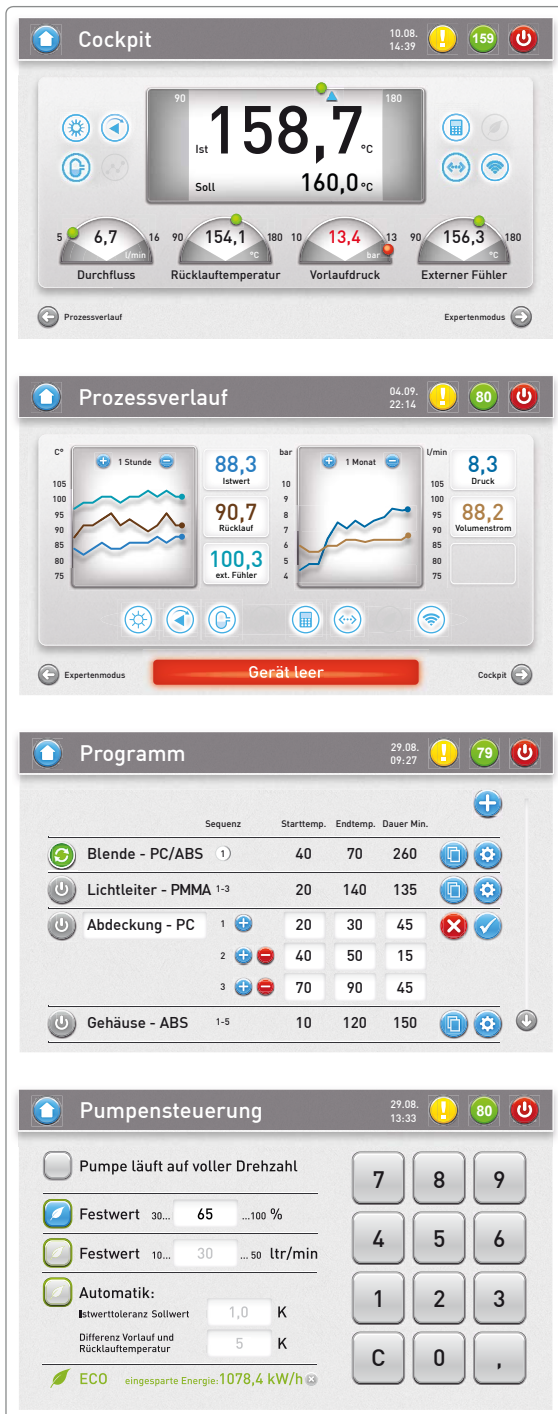 Cockpit 10.08. 14:39 159
90 180
Ist 158,7 °C
Soll 160,0 °C
5 6,7 16 l/min 90 154,1 180 °C 10 13,4 13 bar 90 156,3 180 °C
Durchfluss Rücklauftemperatur Vorlaufdruck Externer Fühler
Prozessverlauf Expertenmodus
Prozessverlauf 04.09. 22:14 80
C° bar l/min
1 Stunde 1 Monat
105 100 95 90 85 80 75
88,3
Istwert
90,7
Rücklauf
100,3
ext. Fühler
10 9 8 7 6 5 4
105 100 95 90 85 80 75
8,3
Druck
88,2
Volumenstrom
Expertenmodus Gerät leer Cockpit
Programm 29.08. 09:27 79
Sequenz Starttemp. Endtemp. Dauer Min.
Blende - PC/ABS 1 40 70 260
Lichtleiter - PMMA 1-3 20 140 135
Abdeckung - PC 1 20 30 45
2 40 50 15
3 70 90 45
Gehäuse - ABS 1-5 10 120 150
Pumpensteuerung 29.08. 13:33 80
Pumpe läuft auf voller Drehzahl
Festwert 30... 65 ...100 %
Festwert 10... 30 ... 50 ltr/min
Automatik:
Istwerttoleranz Sollwert 1,0 K
Differenz Vorlauf und
Rücklauftemperatur 5 K
ECO eingesparte Energie: 1078,4 kW/h
7 8 9
4 5 6
1 2 3
C 0 ,